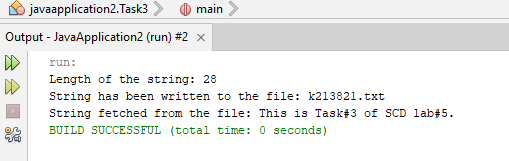 javaapplication2.Task3 main
Output - JavaApplication2 (run) #2
run:
Length of the string: 28
String has been written to the file: k213821.txt
String fetched from the file: This is Task#3 of SCD lab#5.
BUILD SUCCESSFUL (total time: 0 seconds)